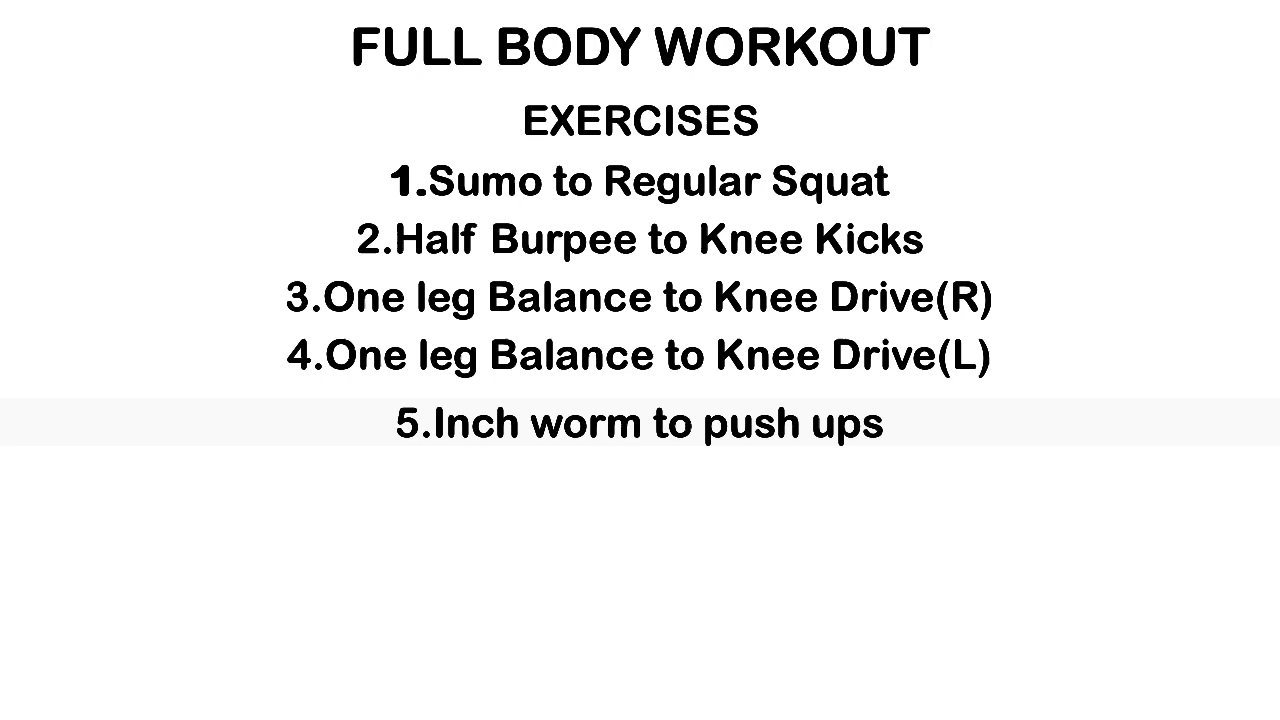 FULL BODY WORKOUT
EXERCISES
1.Sumo to Regular Squat
2.Half Burpee to Knee Kicks
3.One leg Balance to Knee Drive(R)
4.One leg Balance to Knee Drive(L)
5.Inch worm to push ups